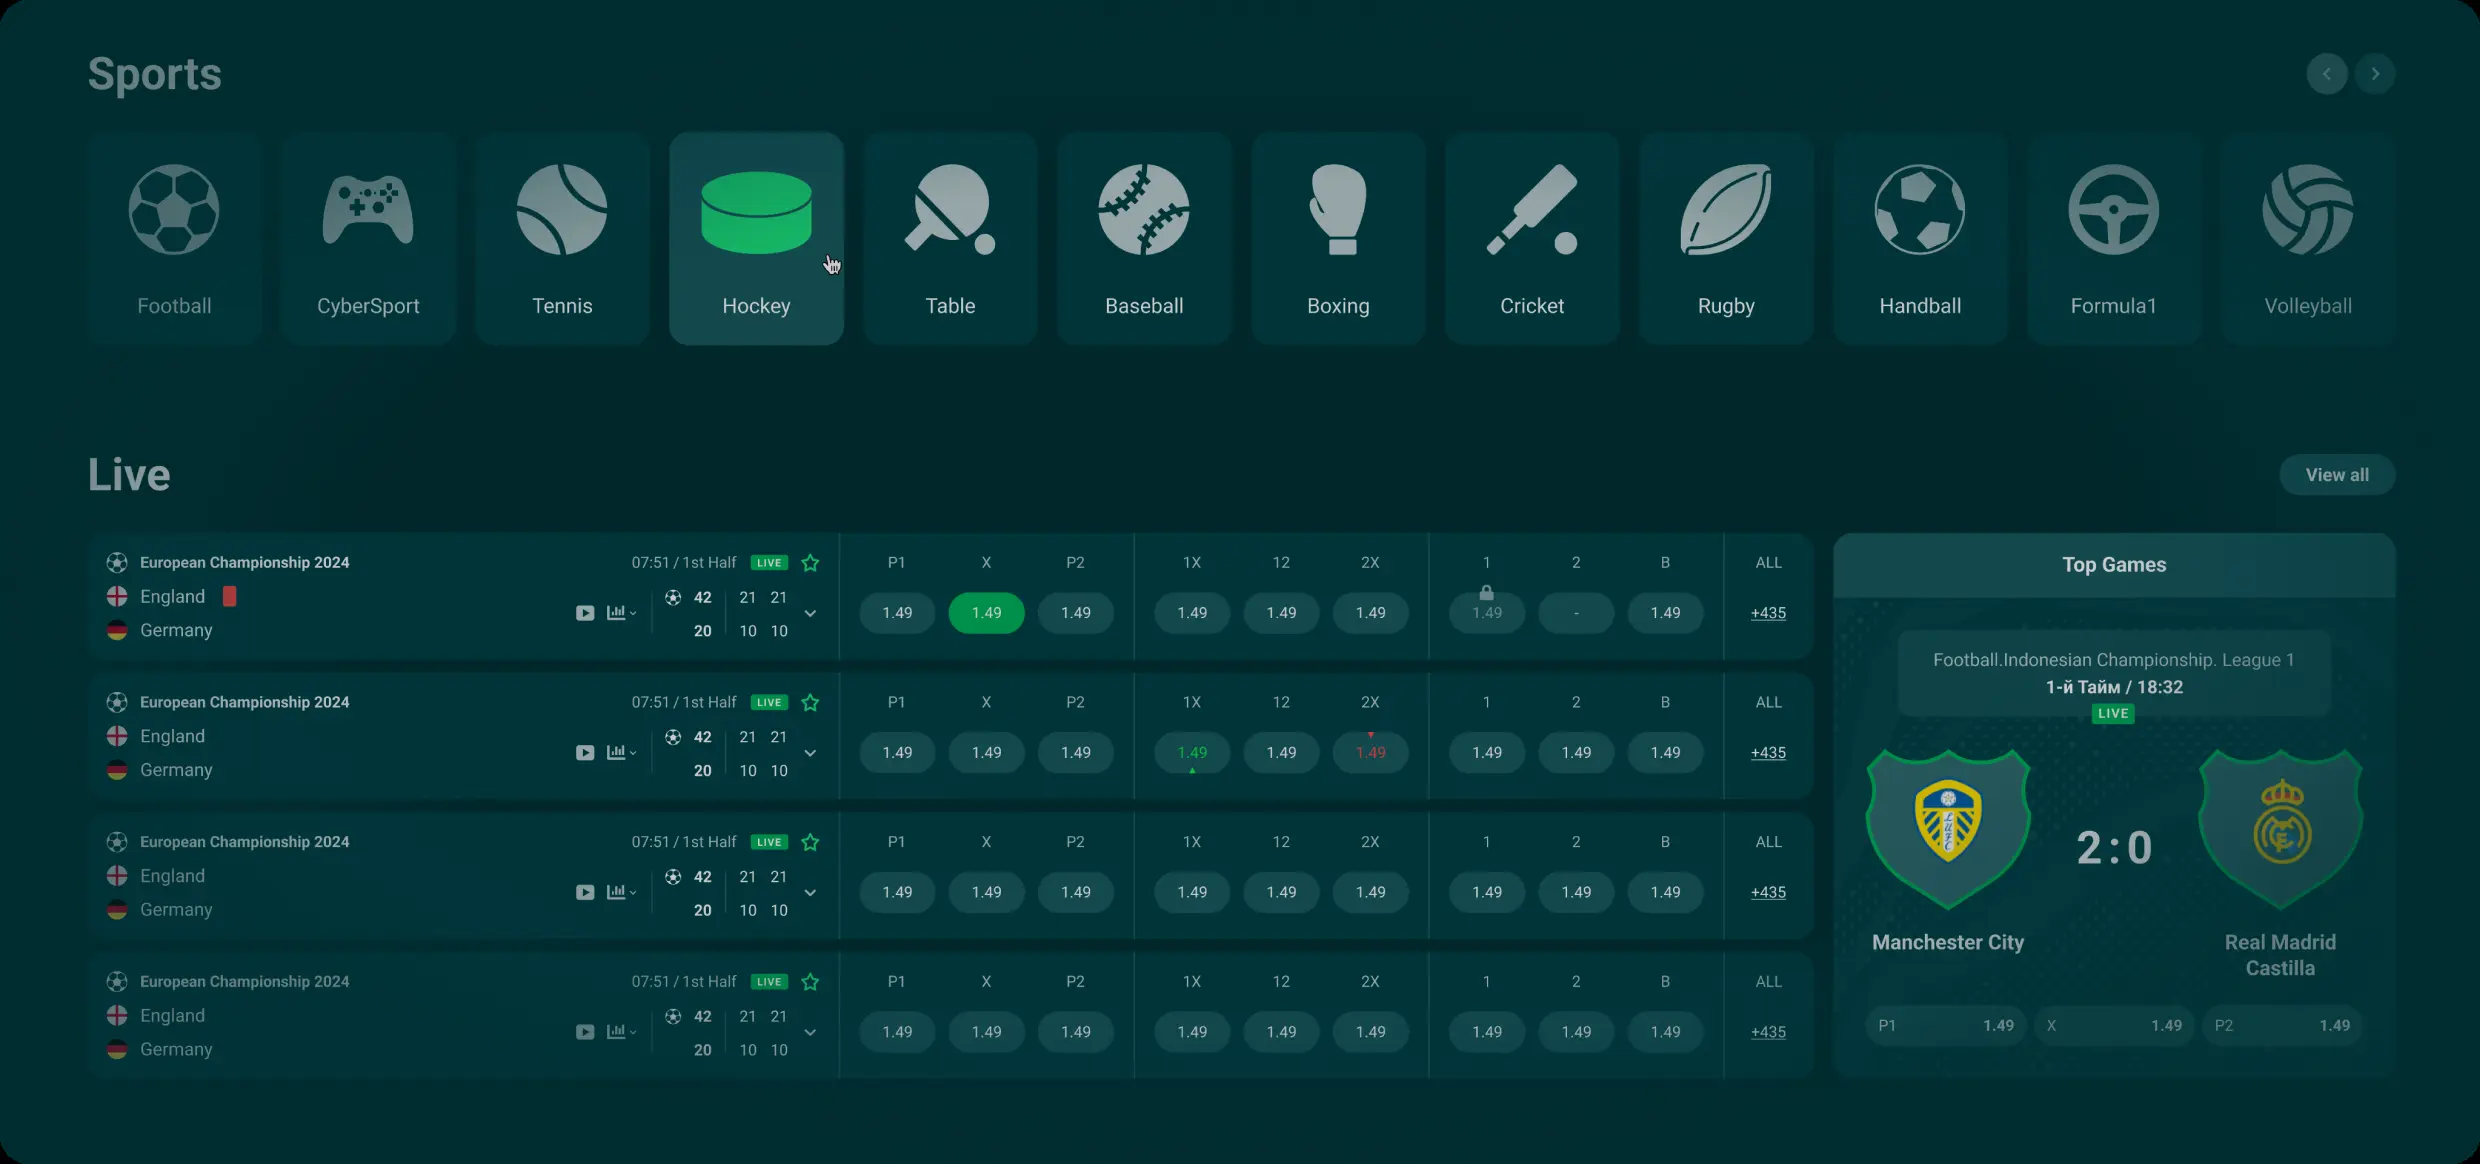 Sports
Football
CyberSport
Tennis
Hockey
Table
Baseball
Boxing
Cricket
Rugby
Handball
Formula1
Volleyball
Live
View all
European Championship 2024 07:51 / 1st Half LIVE P1 X P2 1X 12 2X 1 2 B ALL
England 42 21 21
1.49 1.49 1.49 1.49 1.49 1.49 1.49 - 1.49 +435
Germany 20 10 10
European Championship 2024 07:51 / 1st Half LIVE P1 X P2 1X 12 2X 1 2 B ALL
England 42 21 21
1.49 1.49 1.49 1.49 1.49 1.49 1.49 1.49 1.49 +435
Germany 20 10 10
European Championship 2024 07:51 / 1st Half LIVE P1 X P2 1X 12 2X 1 2 B ALL
England 42 21 21
1.49 1.49 1.49 1.49 1.49 1.49 1.49 1.49 1.49 +435
Germany 20 10 10
European Championship 2024 07:51 / 1st Half LIVE P1 X P2 1X 12 2X 1 2 B ALL
England 42 21 21
1.49 1.49 1.49 1.49 1.49 1.49 1.49 1.49 1.49 +435
Germany 20 10 10
Top Games
Football.Indonesian Championship. League 1
1-й Тайм / 18:32
LIVE
LUFC
2:0
Manchester City
Real Madrid
Castilla
P1 1.49 X 1.49 P2 1.49